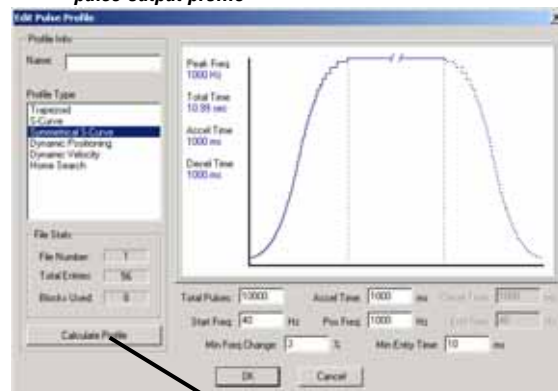 pulse output profile
Edit Pulse Profile
Profile Info
Name:
Profile Type
Trapezoid
S-Curve
Symmetrical S-Curve
Dynamic Positioning
Dynamic Velocity
Home Search
File Stats
File Number: 1
Total Entries: 96
Blocks Used: 8
Calculate Profile
Peak Freq
1000 Hz
Total Time
10.99 sec
Accel Time
1000 ms
Decel Time
1000 ms
Total Pulses: 10000 Accel Time: 1000 ms Decel Time: 1000 ms
Start Freq: 40 Hz Pos Freq: 1000 Hz End Freq: 40 Hz
Min Freq Change: 3 % Min Entry Time: 10 ms
OK Cancel